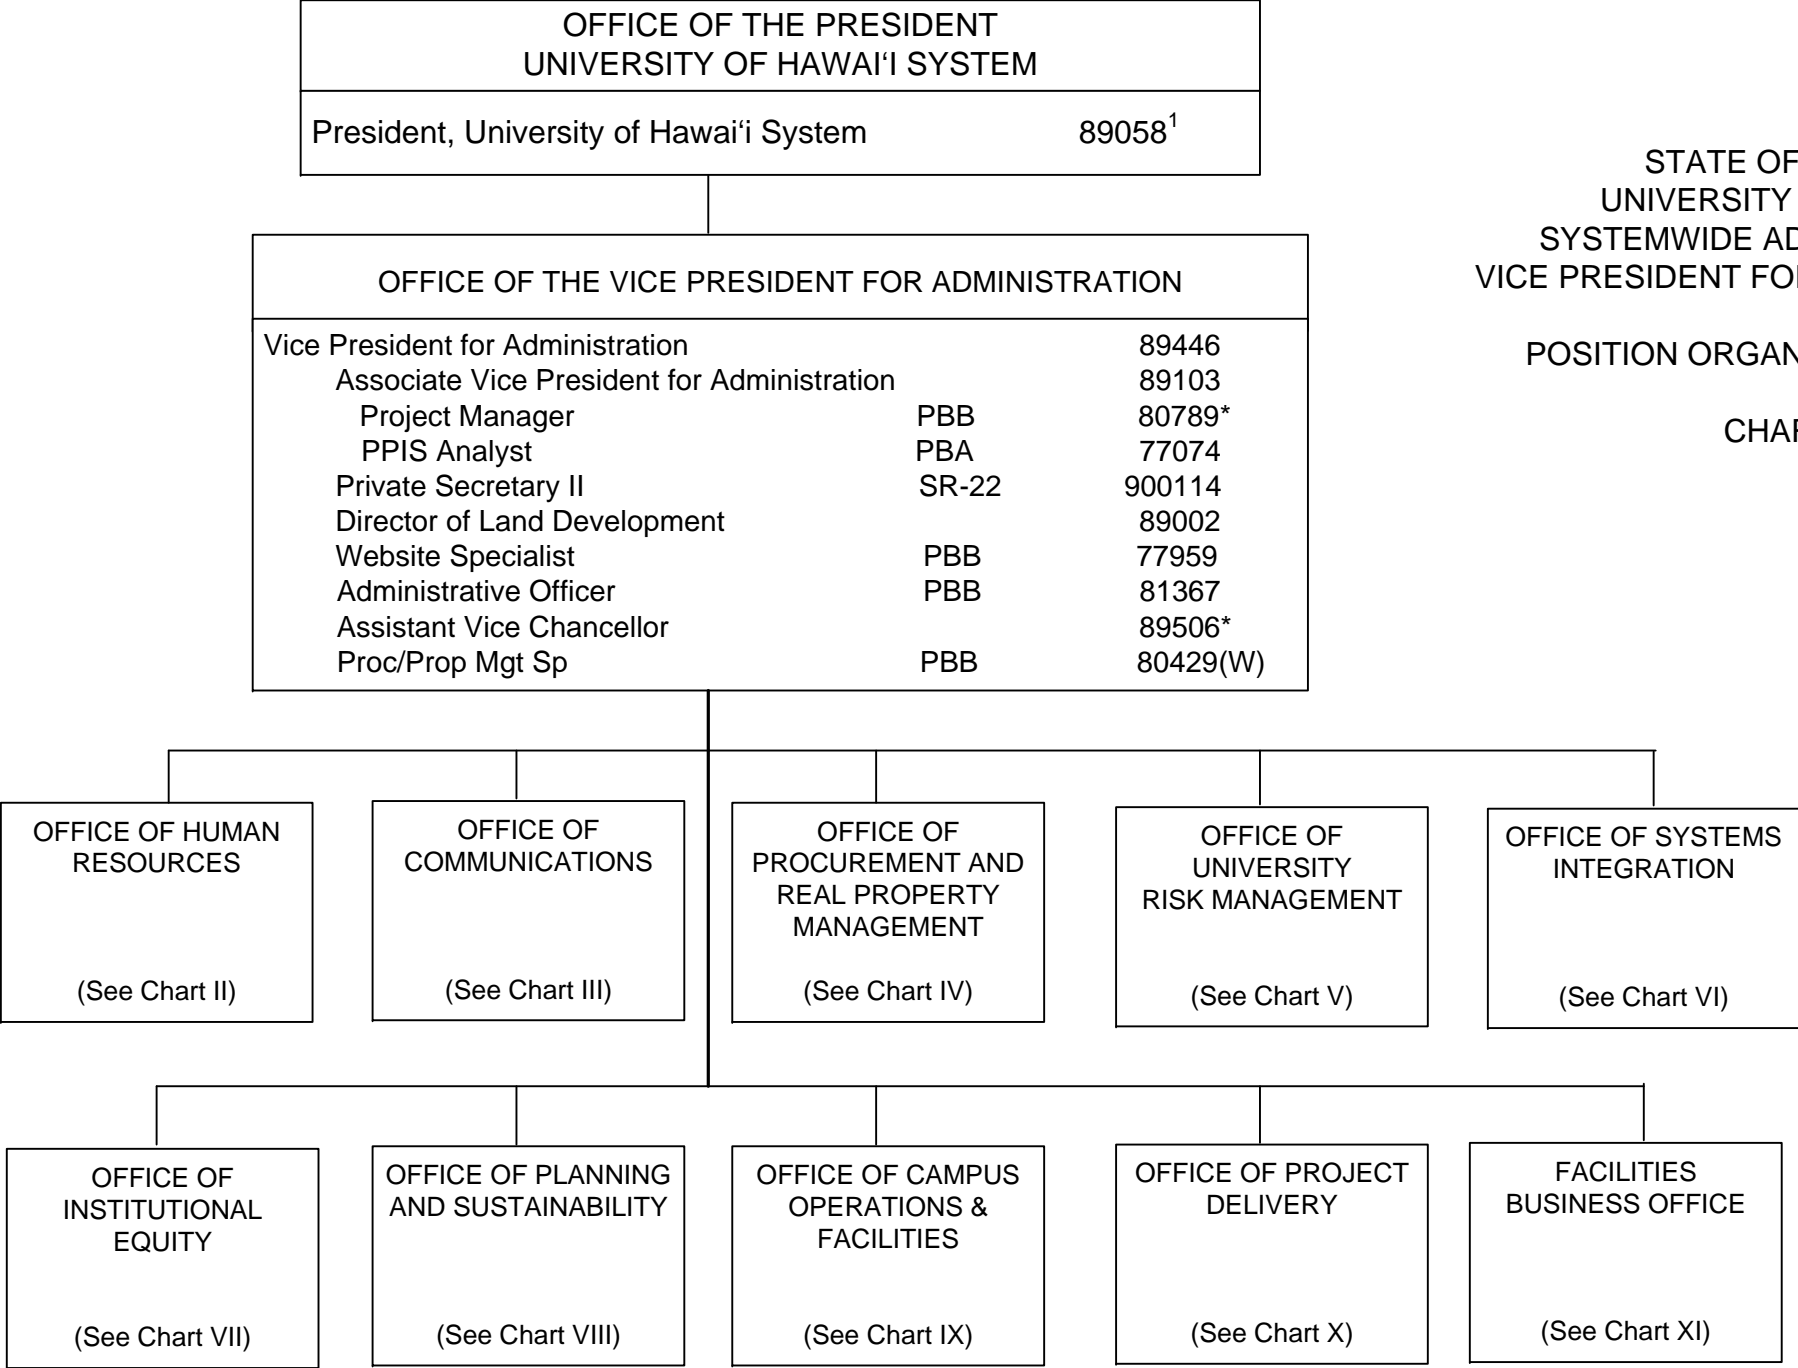 OFFICE OF THE PRESIDENT
UNIVERSITY OF HAWAI‘I SYSTEM
President, University of Hawai‘i System 89058¹
STATE OF
UNIVERSITY
SYSTEMWIDE
VICE PRESIDENT
POSITION
OFFICE OF THE VICE PRESIDENT FOR ADMINISTRATION
Vice President for Administration 89446
Associate Vice President for Administration 89103
Project Manager PBB 80789*
PPIS Analyst PBA 77074
Private Secretary II SR-22 900114
Director of Land Development 89002
Website Specialist PBB 77959
Administrative Officer PBB 81367
Assistant Vice Chancellor 89506*
Proc/Prop Mgt Sp PBB 80429(W)
OFFICE OF HUMAN
RESOURCES
(See Chart II)
OFFICE OF
COMMUNICATIONS
(See Chart III)
OFFICE OF
PROCUREMENT AND
REAL PROPERTY
MANAGEMENT
(See Chart IV)
OFFICE OF
UNIVERSITY
RISK MANAGEMENT
(See Chart V)
OFFICE OF SYSTEMS
INTEGRATION
(See Chart VI)
OFFICE OF
INSTITUTIONAL
EQUITY
(See Chart VII)
OFFICE OF PLANNING
AND SUSTAINABILITY
(See Chart VIII)
OFFICE OF CAMPUS
OPERATIONS &
FACILITIES
(See Chart IX)
OFFICE OF PROJECT
DELIVERY
(See Chart X)
FACILITIES
BUSINESS OFFICE
(See Chart XI)